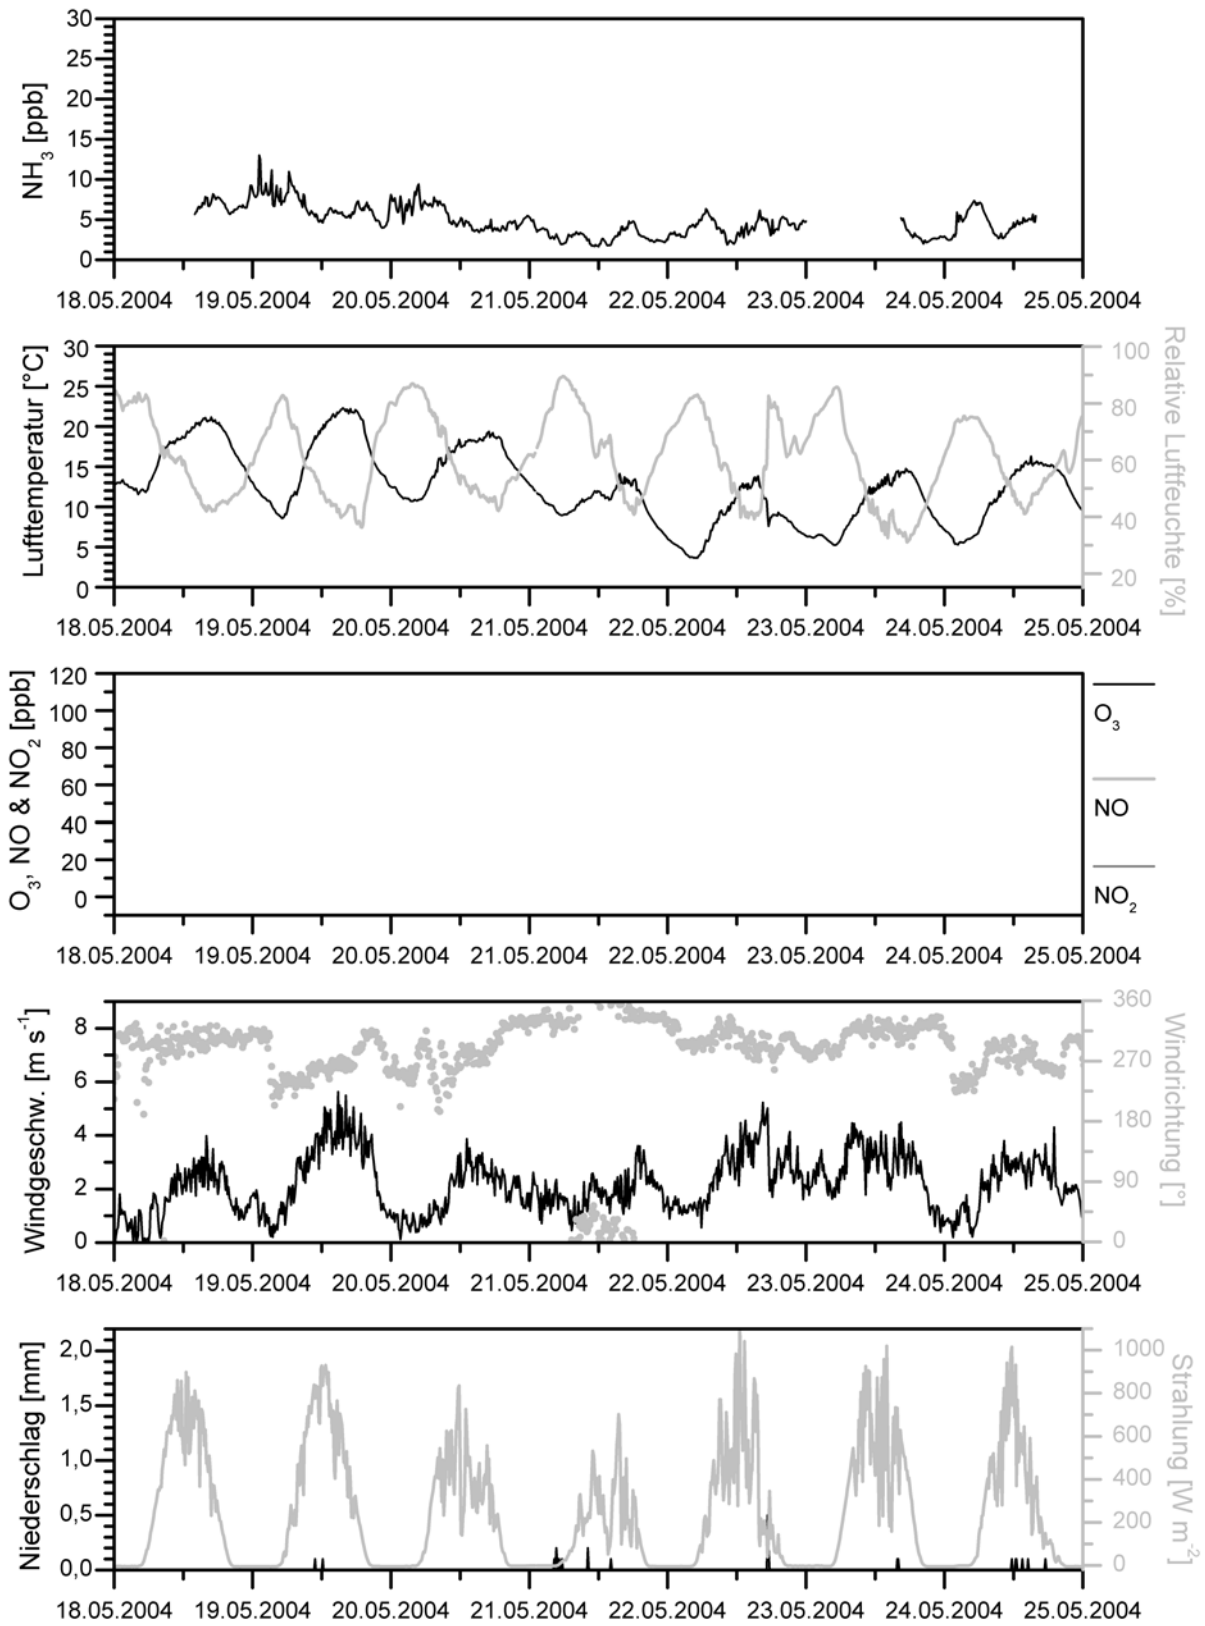 NH3 [ppb]
30
25
20
15
10
5
0
18.05.2004 19.05.2004 20.05.2004 21.05.2004 22.05.2004 23.05.2004 24.05.2004 25.05.2004
Lufttemperatur [°C]
30
25
20
15
10
5
0
Relative Luftfeuchte [%]
100
80
60
40
20
18.05.2004 19.05.2004 20.05.2004 21.05.2004 22.05.2004 23.05.2004 24.05.2004 25.05.2004
O3, NO & NO2 [ppb]
120
100
80
60
40
20
0
O3
NO
NO2
18.05.2004 19.05.2004 20.05.2004 21.05.2004 22.05.2004 23.05.2004 24.05.2004 25.05.2004
Windgeschw. [m s-1]
8
6
4
2
0
Windrichtung [°]
360
270
180
90
0
18.05.2004 19.05.2004 20.05.2004 21.05.2004 22.05.2004 23.05.2004 24.05.2004 25.05.2004
Niederschlag [mm]
2,0
1,5
1,0
0,5
0,0
Strahlung [W m-2]
1000
800
600
400
200
0
18.05.2004 19.05.2004 20.05.2004 21.05.2004 22.05.2004 23.05.2004 24.05.2004 25.05.2004